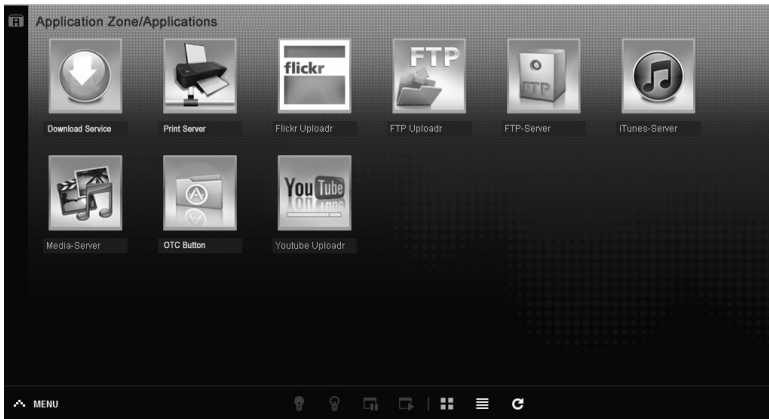 Application Zone/Applications
flickr
FTP
FTP
Download Service
Print Server
Flickr Uploadr
FTP Uploadr
FTP-Server
iTunes-Server
You Tube
Media-Server
OTC Button
Youtube Uploadr
MENU